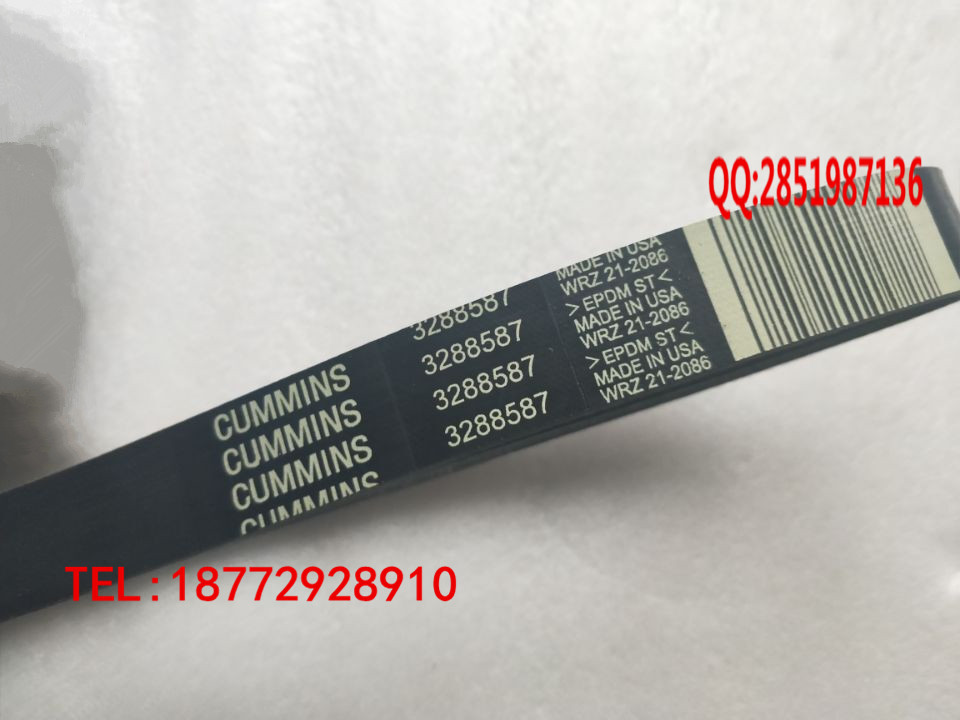 QQ:2851987136
CUMMINS
CUMMINS
CUMMINS
CUMMINS
3288587
3288587
3288587
3288587
MADE IN USA
WRZ 21-2086
>EPDM ST<
MADE IN USA
WRZ 21-2086
>EPDM ST<
MADE IN USA
WRZ 21-2086
TEL:18772928910